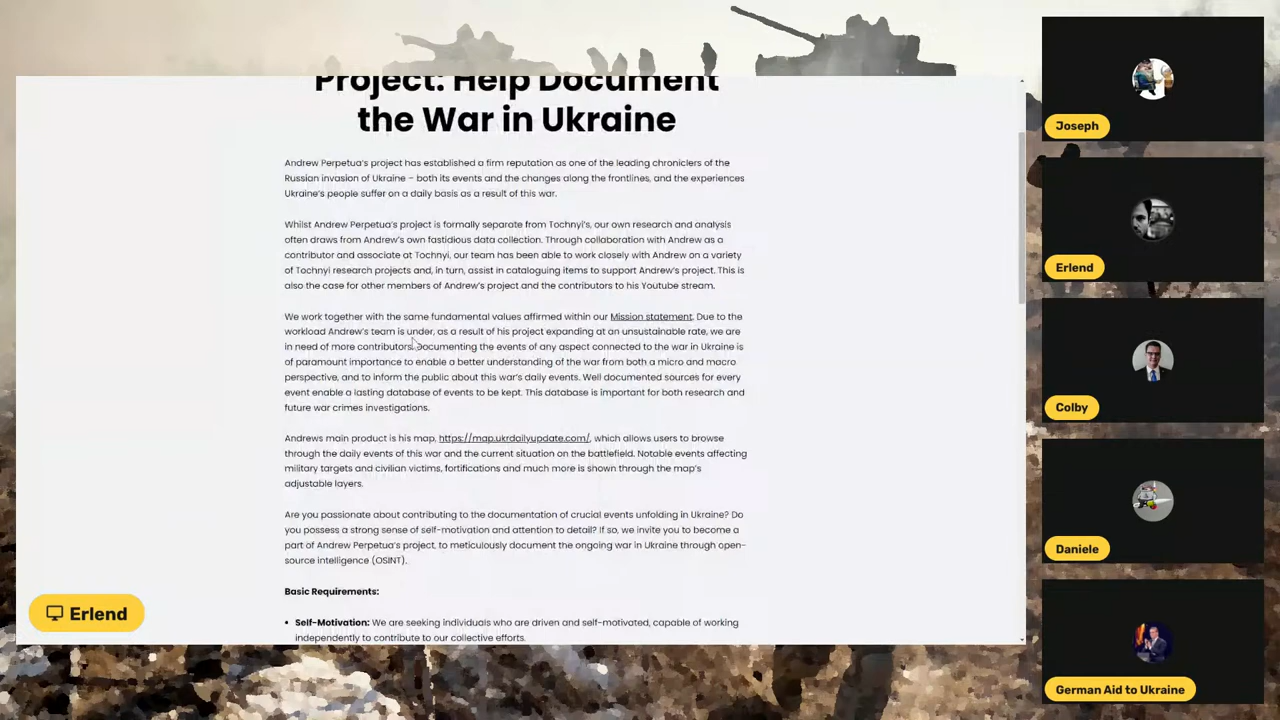 Project: Help Document
the War in Ukraine
Andrew Perpetua's project has established a firm reputation as one of the leading chroniclers of the
Russian invasion of Ukraine – both its events and the changes along the frontlines, and the experiences
Ukraine's people suffer on a daily basis as a result of this war.
Whilst Andrew Perpetua's project is formally separate from Tochnyi's, our own research and analysis
often draws from Andrew's own fastidious data collection. Through collaboration with Andrew as a
contributor and associate at Tochnyi, our team has been able to work closely with Andrew on a variety
of Tochnyi research projects and, in turn, assist in cataloguing items to support Andrew's project. This is
also the case for other members of Andrew's project and the contributors to his Youtube stream.
We work together with the same fundamental values affirmed within our Mission statement. Due to the
workload Andrew's team is under, as a result of his project expanding at an unsustainable rate, we are
in need of more contributors. Documenting the events of any aspect connected to the war in Ukraine is
of paramount importance to enable a better understanding of the war from both a micro and macro
perspective, and to inform the public about this war's daily events. Well documented sources for every
event enable a lasting database of events to be kept. This database is important for both research and
future war crimes investigations.
Andrews main product is his map, https://map.ukrdailyupdate.com/, which allows users to browse
through the daily events of this war and the current situation on the battlefield. Notable events affecting
military targets and civilian victims, fortifications and much more is shown through the map's
adjustable layers.
Are you passionate about contributing to the documentation of crucial events unfolding in Ukraine? Do
you possess a strong sense of self-motivation and attention to detail? If so, we invite you to become a
part of Andrew Perpetua's project, to meticulously document the ongoing war in Ukraine through open-
source intelligence (OSINT).
Basic Requirements:
• Self-Motivation: We are seeking individuals who are driven and self-motivated, capable of working
independently to contribute to our collective efforts.
Erlend
Joseph
Erlend
Colby
Daniele
German Aid to Ukraine